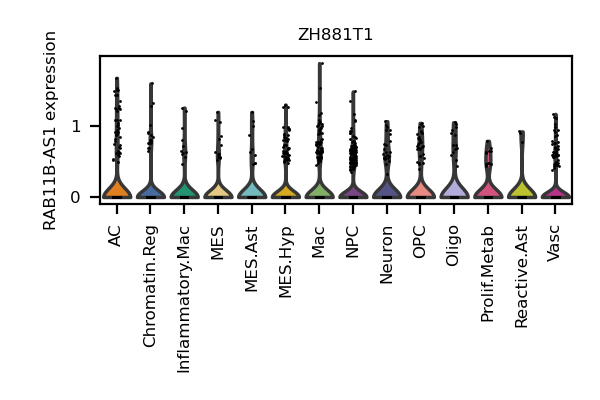 ZH881T1
RAB11B-AS1 expression
1
0
AC
Chromatin.Reg
Inflammatory.Mac
MES
MES.Ast
MES.Hyp
Mac
NPC
Neuron
OPC
Oligo
Prolif.Metab
Reactive.Ast
Vasc